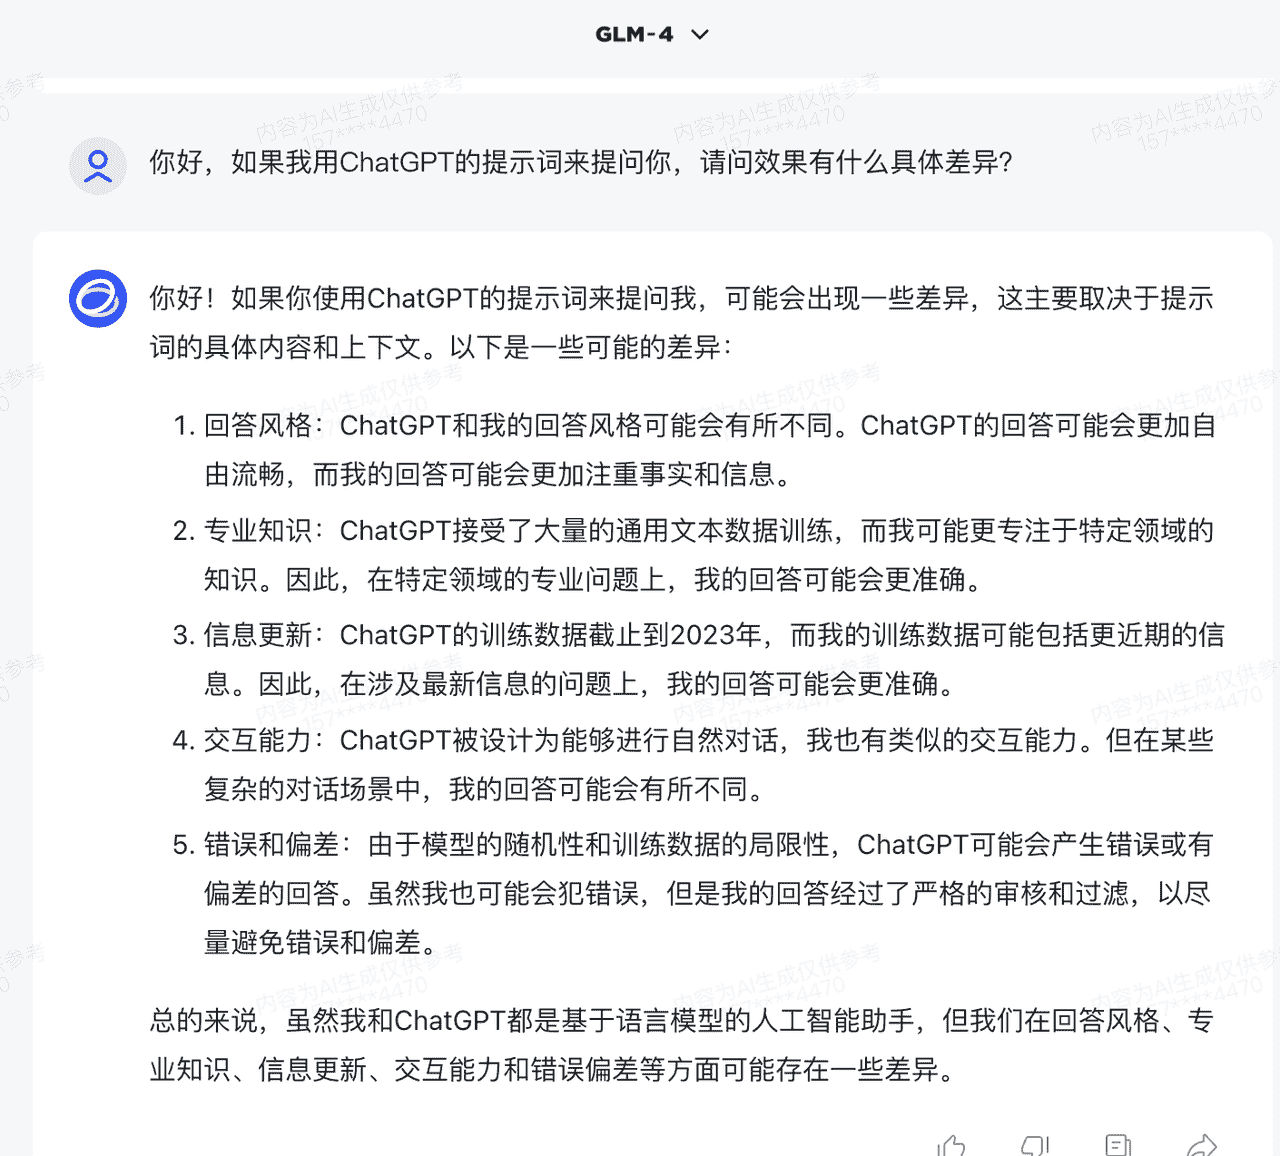 GLM-4
你好，如果我用ChatGPT的提示词来提问你，请问效果有什么具体差异？
你好！如果你使用ChatGPT的提示词来提问我，可能会出现一些差异，这主要取决于提示
词的具体内容和上下文。以下是一些可能的差异：
1. 回答风格：ChatGPT和我的回答风格可能会有所不同。ChatGPT的回答可能会更加自
由流畅，而我的回答可能会更加注重事实和信息。
2. 专业知识：ChatGPT接受了大量的通用文本数据训练，而我可能更专注于特定领域的
知识。因此，在特定领域的专业问题上，我的回答可能会更准确。
3. 信息更新：ChatGPT的训练数据截止到2023年，而我的训练数据可能包括更近期的信
息。因此，在涉及最新信息的问题上，我的回答可能会更准确。
4. 交互能力：ChatGPT被设计为能够进行自然对话，我也有类似的交互能力。但在某些
复杂的对话场景中，我的回答可能会有所不同。
5. 错误和偏差：由于模型的随机性和训练数据的局限性，ChatGPT可能会产生错误或有
偏差的回答。虽然我也可能会犯错误，但是我的回答经过了严格的审核和过滤，以尽
量避免错误和偏差。
总的来说，虽然我和ChatGPT都是基于语言模型的人工智能助手，但我们在回答风格、专
业知识、信息更新、交互能力和错误偏差等方面可能存在一些差异。
内容为AI生成仅供参考
157****4470